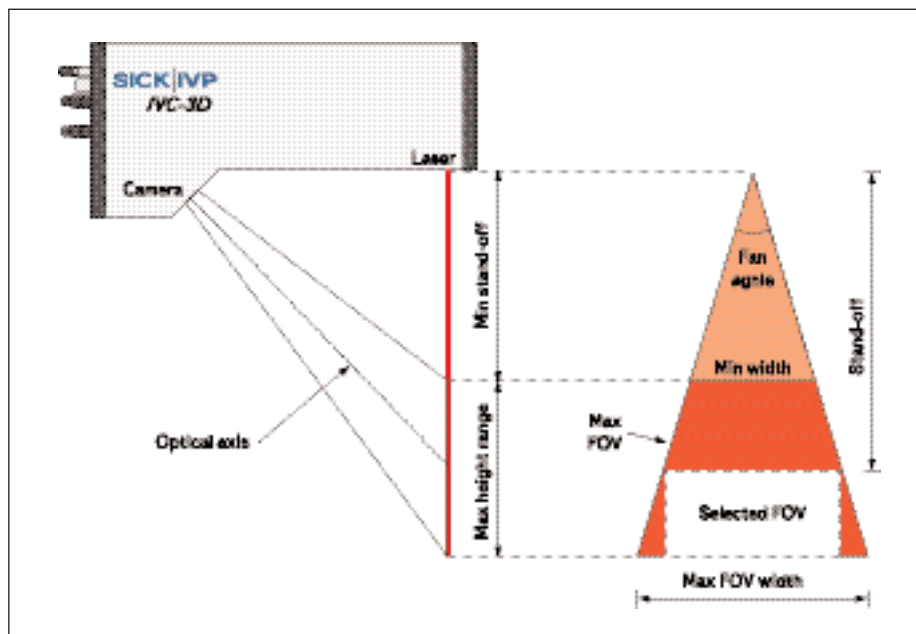 SICK|IVP
IVC-3D
Laser
Camera
Min stand-off
Fan
agnle
Stand-off
Min width
Max
FOV
Optical axis
Max height range
Selected FOV
Max FOV width